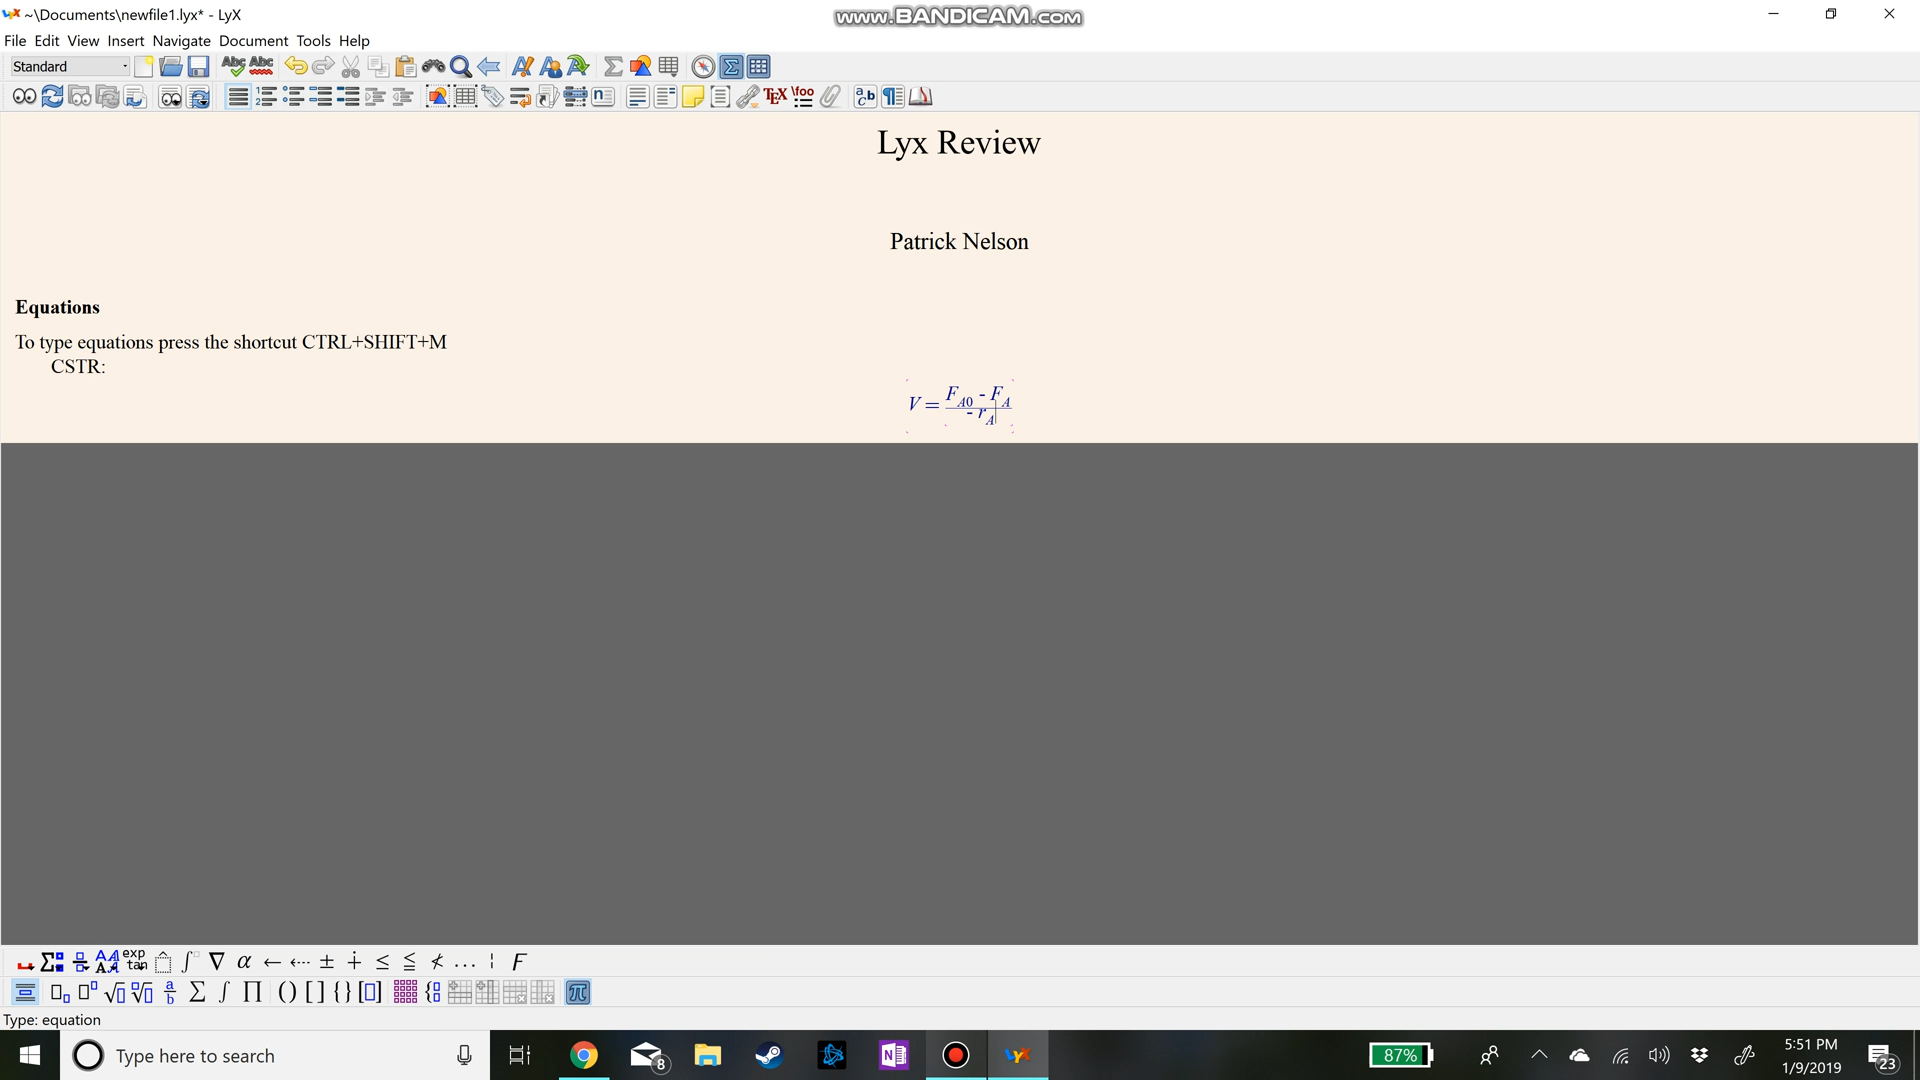 ~\Documents\newfile1.lyx* - LyX
www.BANDICAM.com
File Edit View Insert Navigate Document Tools Help
Standard
Lyx Review
Patrick Nelson
Equations
To type equations press the shortcut CTRL+SHIFT+M
CSTR:
V = F_A0 - F_A
- r_A
Type: equation
Type here to search
8
87%
5:51 PM
1/9/2019
23